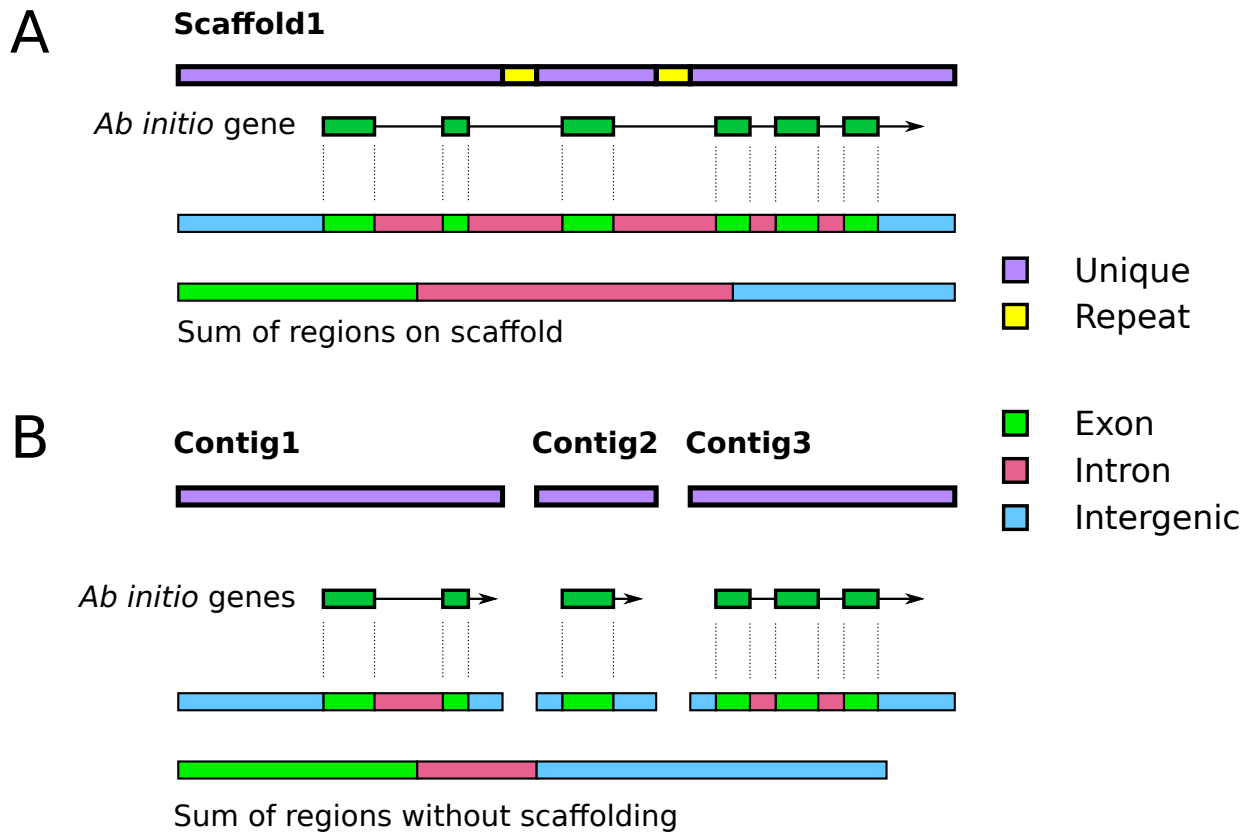 A
Scaffold1
Ab initio gene
Sum of regions on scaffold
Unique
Repeat
Exon
Intron
Intergenic
B
Contig1 Contig2 Contig3
Ab initio genes
Sum of regions without scaffolding